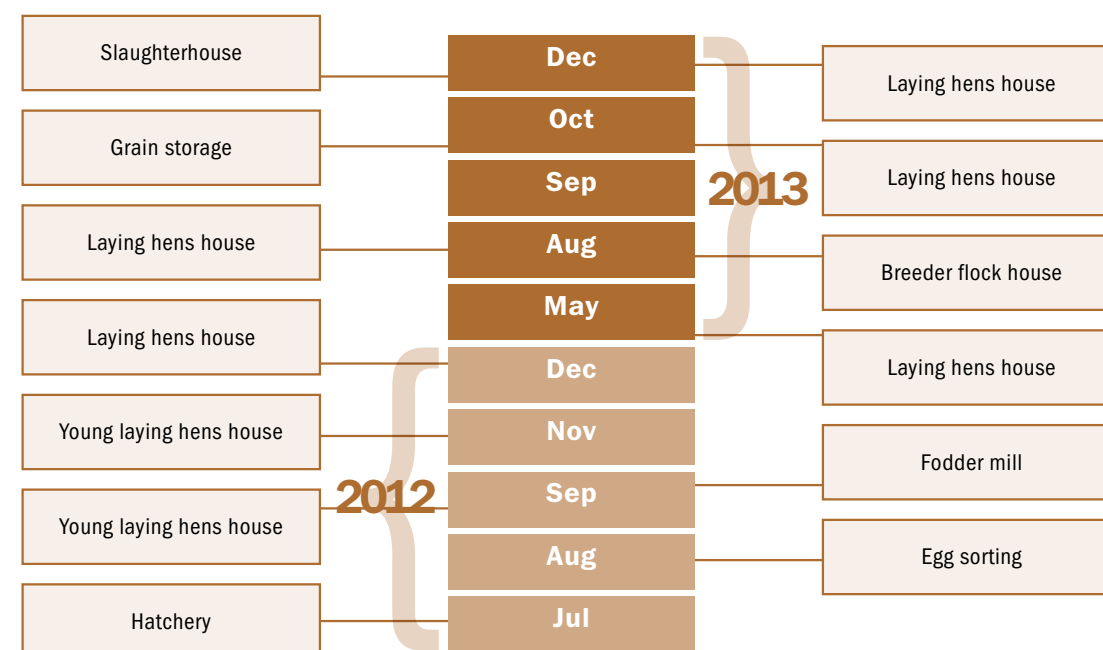 Slaughterhouse
Grain storage
Laying hens house
Laying hens house
Young laying hens house
Young laying hens house
Hatchery
2012
Dec
Oct
Sep
Aug
May
Dec
Nov
Sep
Aug
Jul
2013
Laying hens house
Laying hens house
Breeder flock house
Laying hens house
Fodder mill
Egg sorting